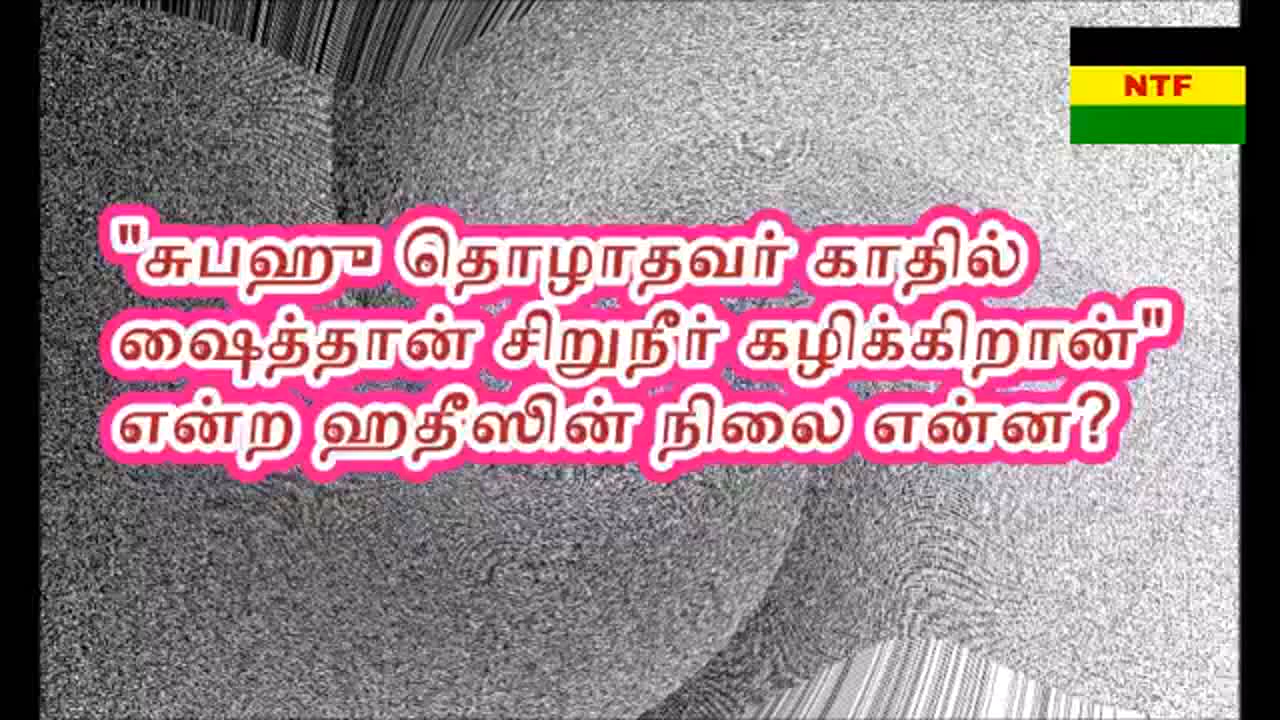 NTF
"சுபஹு தொழாதவர் காதில்
ஷைத்தான் சிறுநீர் கழிக்கிறான்"
என்ற ஹதீஸின் நிலை என்ன?